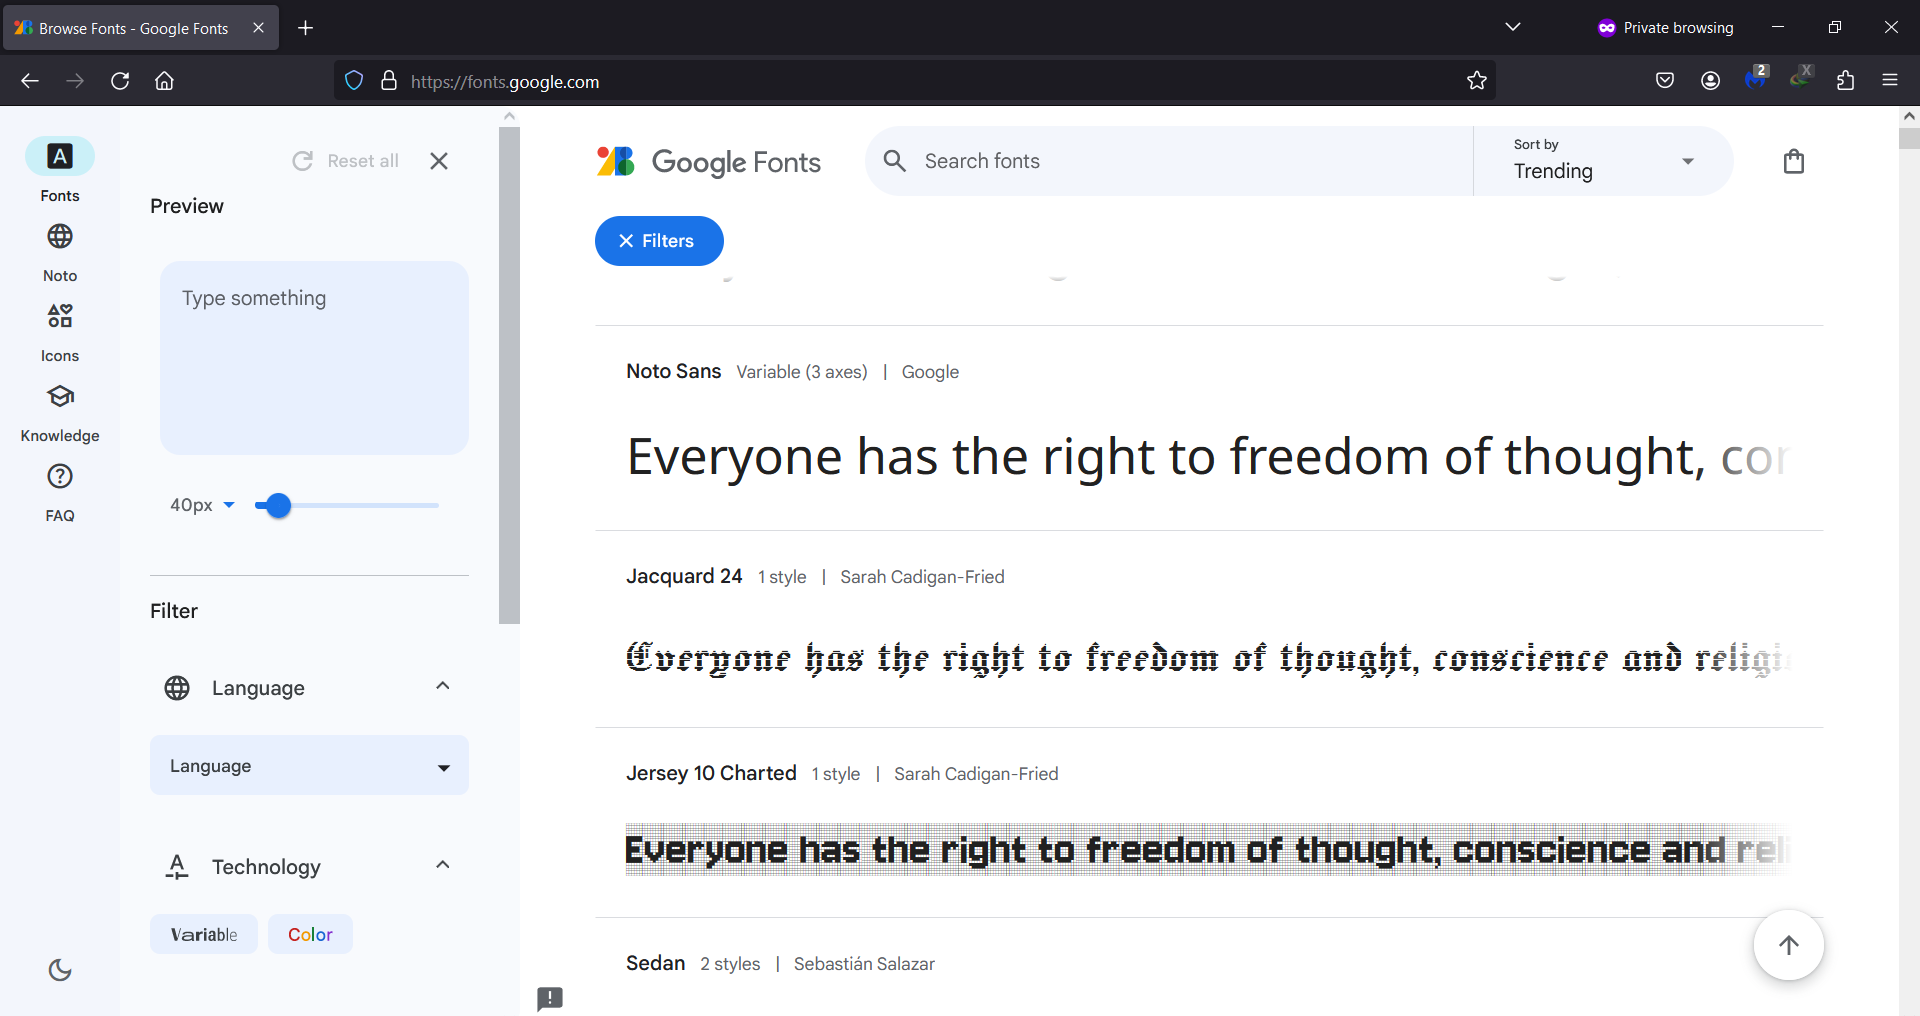 Browse Fonts - Google Fonts
Private browsing
https://fonts.google.com
2
X
A
Fonts
Noto
Icons
Knowledge
?
FAQ
Reset all
Preview
Type something
40px
Filter
Language
Language
Technology
Variable
Color
Google Fonts
Search fonts
Sort by
Trending
Filters
Noto Sans Variable (3 axes) | Google
Everyone has the right to freedom of thought, con
Jacquard 24 1 style | Sarah Cadigan-Fried
Everyone has the right to freedom of thought, conscience and religi
Jersey 10 Charted 1 style | Sarah Cadigan-Fried
Everyone has the right to freedom of thought, conscience and reli
Sedan 2 styles | Sebastián Salazar